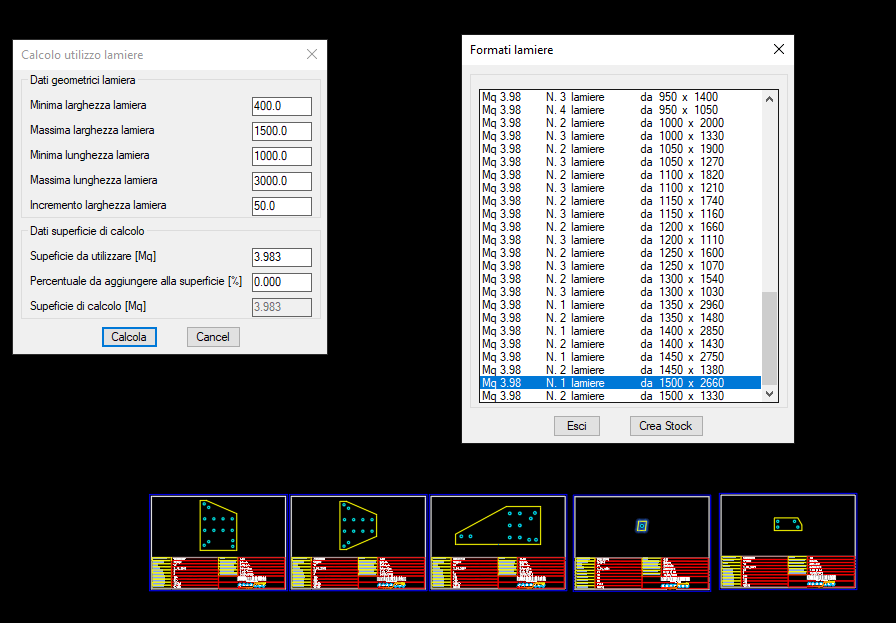 Calcolo utilizzo lamiere
Dati geometrici lamiera
Minima larghezza lamiera 400.0
Massima larghezza lamiera 1500.0
Minima lunghezza lamiera 1000.0
Massima lunghezza lamiera 3000.0
Incremento larghezza lamiera 50.0
Dati superficie di calcolo
Supeficie da utilizzare [Mq] 3.983
Percentuale da aggiungere alla superficie [%] 0.000
Supeficie di calcolo [Mq] 3.983
Calcola Cancel
Formati lamiere
Mq 3.98 N. 3 lamiere da 950 x 1400
Mq 3.98 N. 4 lamiere da 950 x 1050
Mq 3.98 N. 2 lamiere da 1000 x 2000
Mq 3.98 N. 3 lamiere da 1000 x 1330
Mq 3.98 N. 2 lamiere da 1050 x 1900
Mq 3.98 N. 3 lamiere da 1050 x 1270
Mq 3.98 N. 2 lamiere da 1100 x 1820
Mq 3.98 N. 3 lamiere da 1100 x 1210
Mq 3.98 N. 2 lamiere da 1150 x 1740
Mq 3.98 N. 3 lamiere da 1150 x 1160
Mq 3.98 N. 2 lamiere da 1200 x 1660
Mq 3.98 N. 3 lamiere da 1200 x 1110
Mq 3.98 N. 2 lamiere da 1250 x 1600
Mq 3.98 N. 3 lamiere da 1250 x 1070
Mq 3.98 N. 2 lamiere da 1300 x 1540
Mq 3.98 N. 3 lamiere da 1300 x 1030
Mq 3.98 N. 1 lamiere da 1350 x 2960
Mq 3.98 N. 2 lamiere da 1350 x 1480
Mq 3.98 N. 1 lamiere da 1400 x 2850
Mq 3.98 N. 2 lamiere da 1400 x 1430
Mq 3.98 N. 1 lamiere da 1450 x 2750
Mq 3.98 N. 2 lamiere da 1450 x 1380
Mq 3.98 N. 1 lamiere da 1500 x 2660
Mq 3.98 N. 2 lamiere da 1500 x 1330
Esci Crea Stock